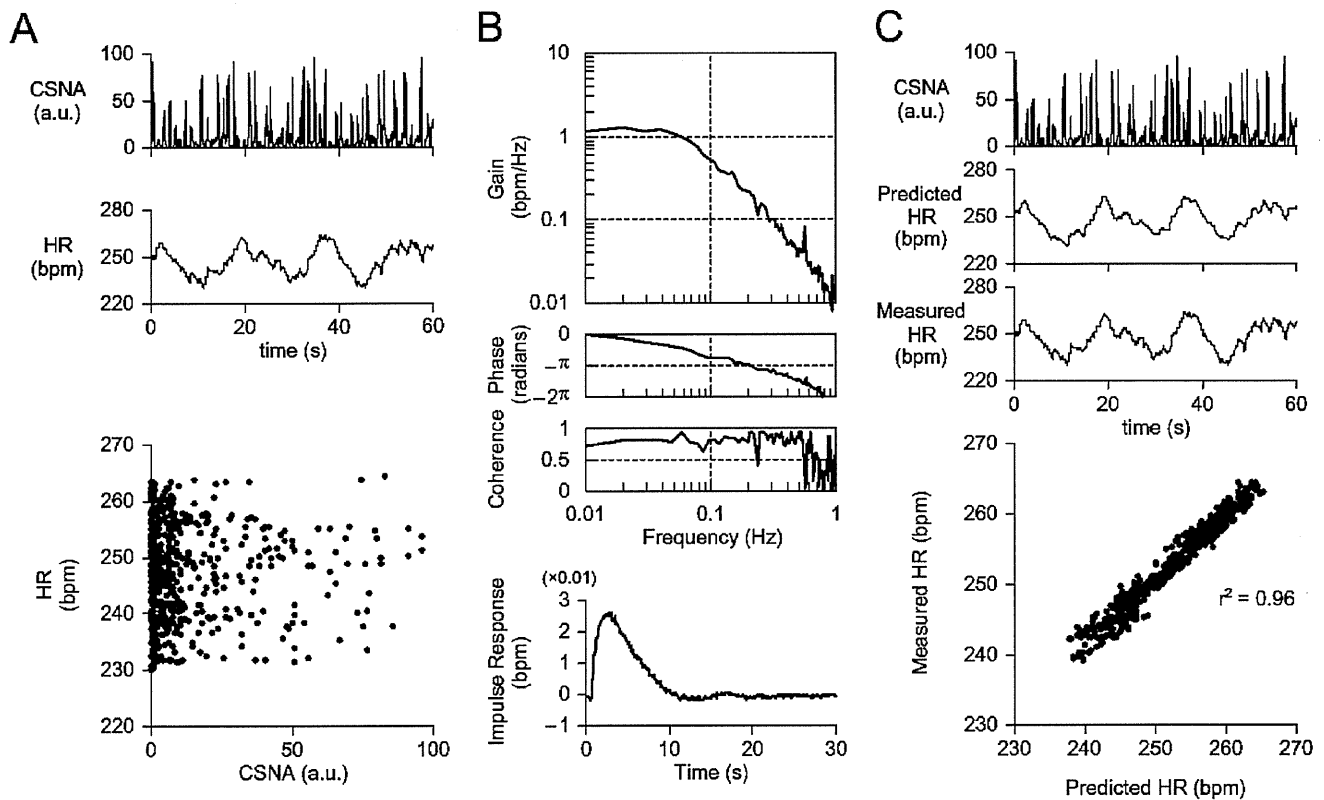 A
CSNA
(a.u.)
100
50
0
HR
(bpm)
280
250
220
0 20 40 60
time (s)
HR
(bpm)
270
260
250
240
230
220
0 50 100
CSNA (a.u.)
B
Gain
(bpm/Hz)
10
1
0.1
0.01
Phase
(radians)
0
−π
−2π
Coherence
1
0.5
0
0.01 0.1 1
Frequency (Hz)
(×0.01)
Impulse Response
(bpm)
3
2
1
0
−1
0 10 20 30
Time (s)
C
CSNA
(a.u.)
100
50
0
Predicted
HR
(bpm)
280
250
220
Measured
HR
(bpm)
280
250
220
0 20 40 60
time (s)
Measured HR (bpm)
270
260
250
240
230
r² = 0.96
230 240 250 260 270
Predicted HR (bpm)